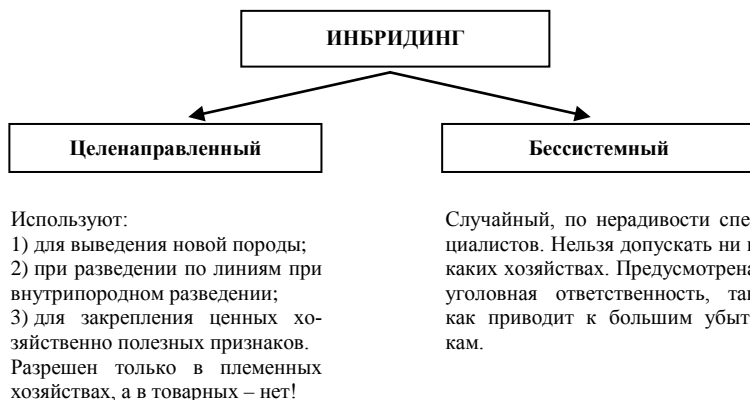 ИНБРИДИНГ
Целенаправленный
Бессистемный
Используют:
1) для выведения новой породы;
2) при разведении по линиям при
внутрипородном разведении;
3) для закрепления ценных хо-
зяйственно полезных признаков.
Разрешен только в племенных
хозяйствах, а в товарных – нет!
Случайный, по нерадивости спе
циалистов. Нельзя допускать ни
каких хозяйствах. Предусмотрена
уголовная ответственность, так
как приводит к большим убыт
кам.